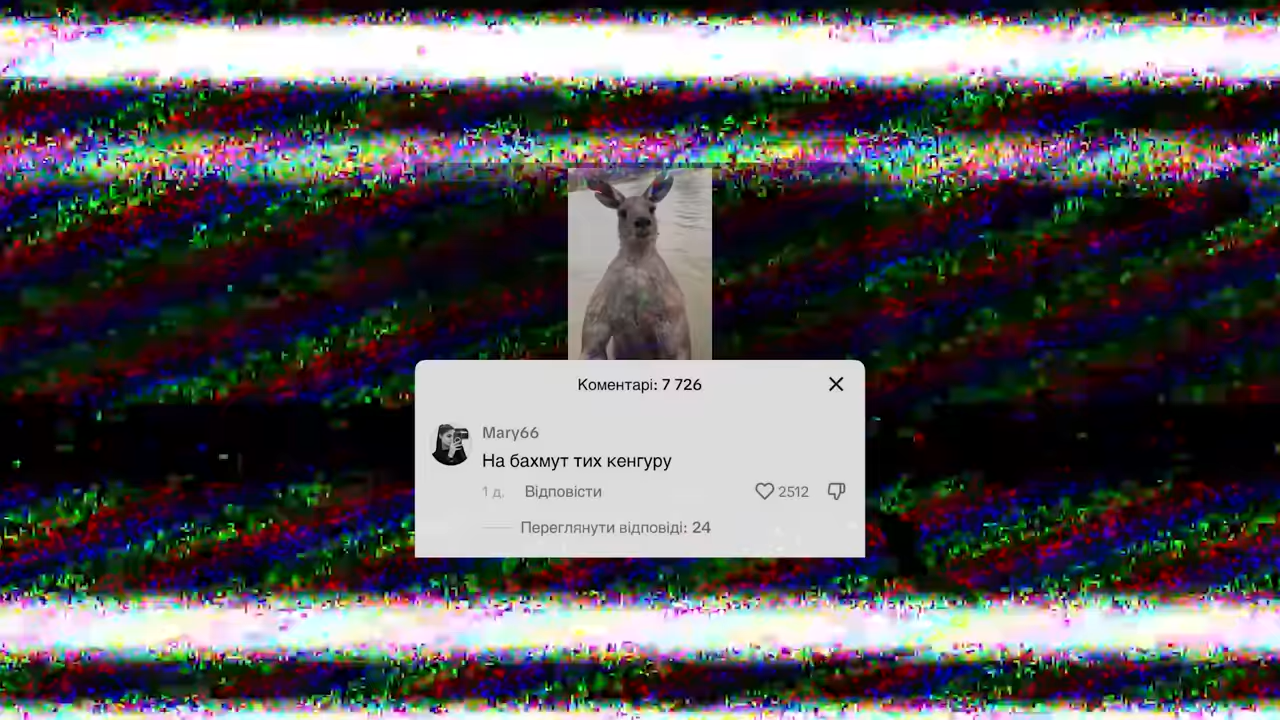 Коментарі: 7 726
Mary66
На бахмут тих кенгуру
1 д. Відповісти 2512
Переглянути відповіді: 24